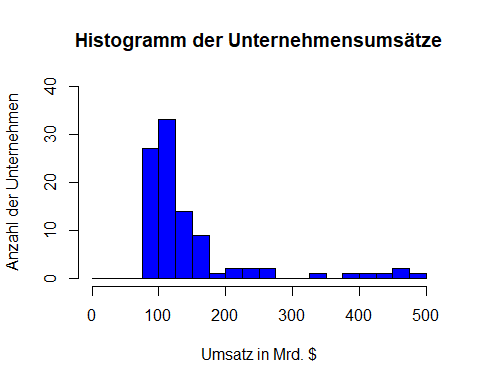 Histogramm der Unternehmensumsätze
Anzahl der Unternehmen
40
30
20
10
0
0 100 200 300 400 500
Umsatz in Mrd. $